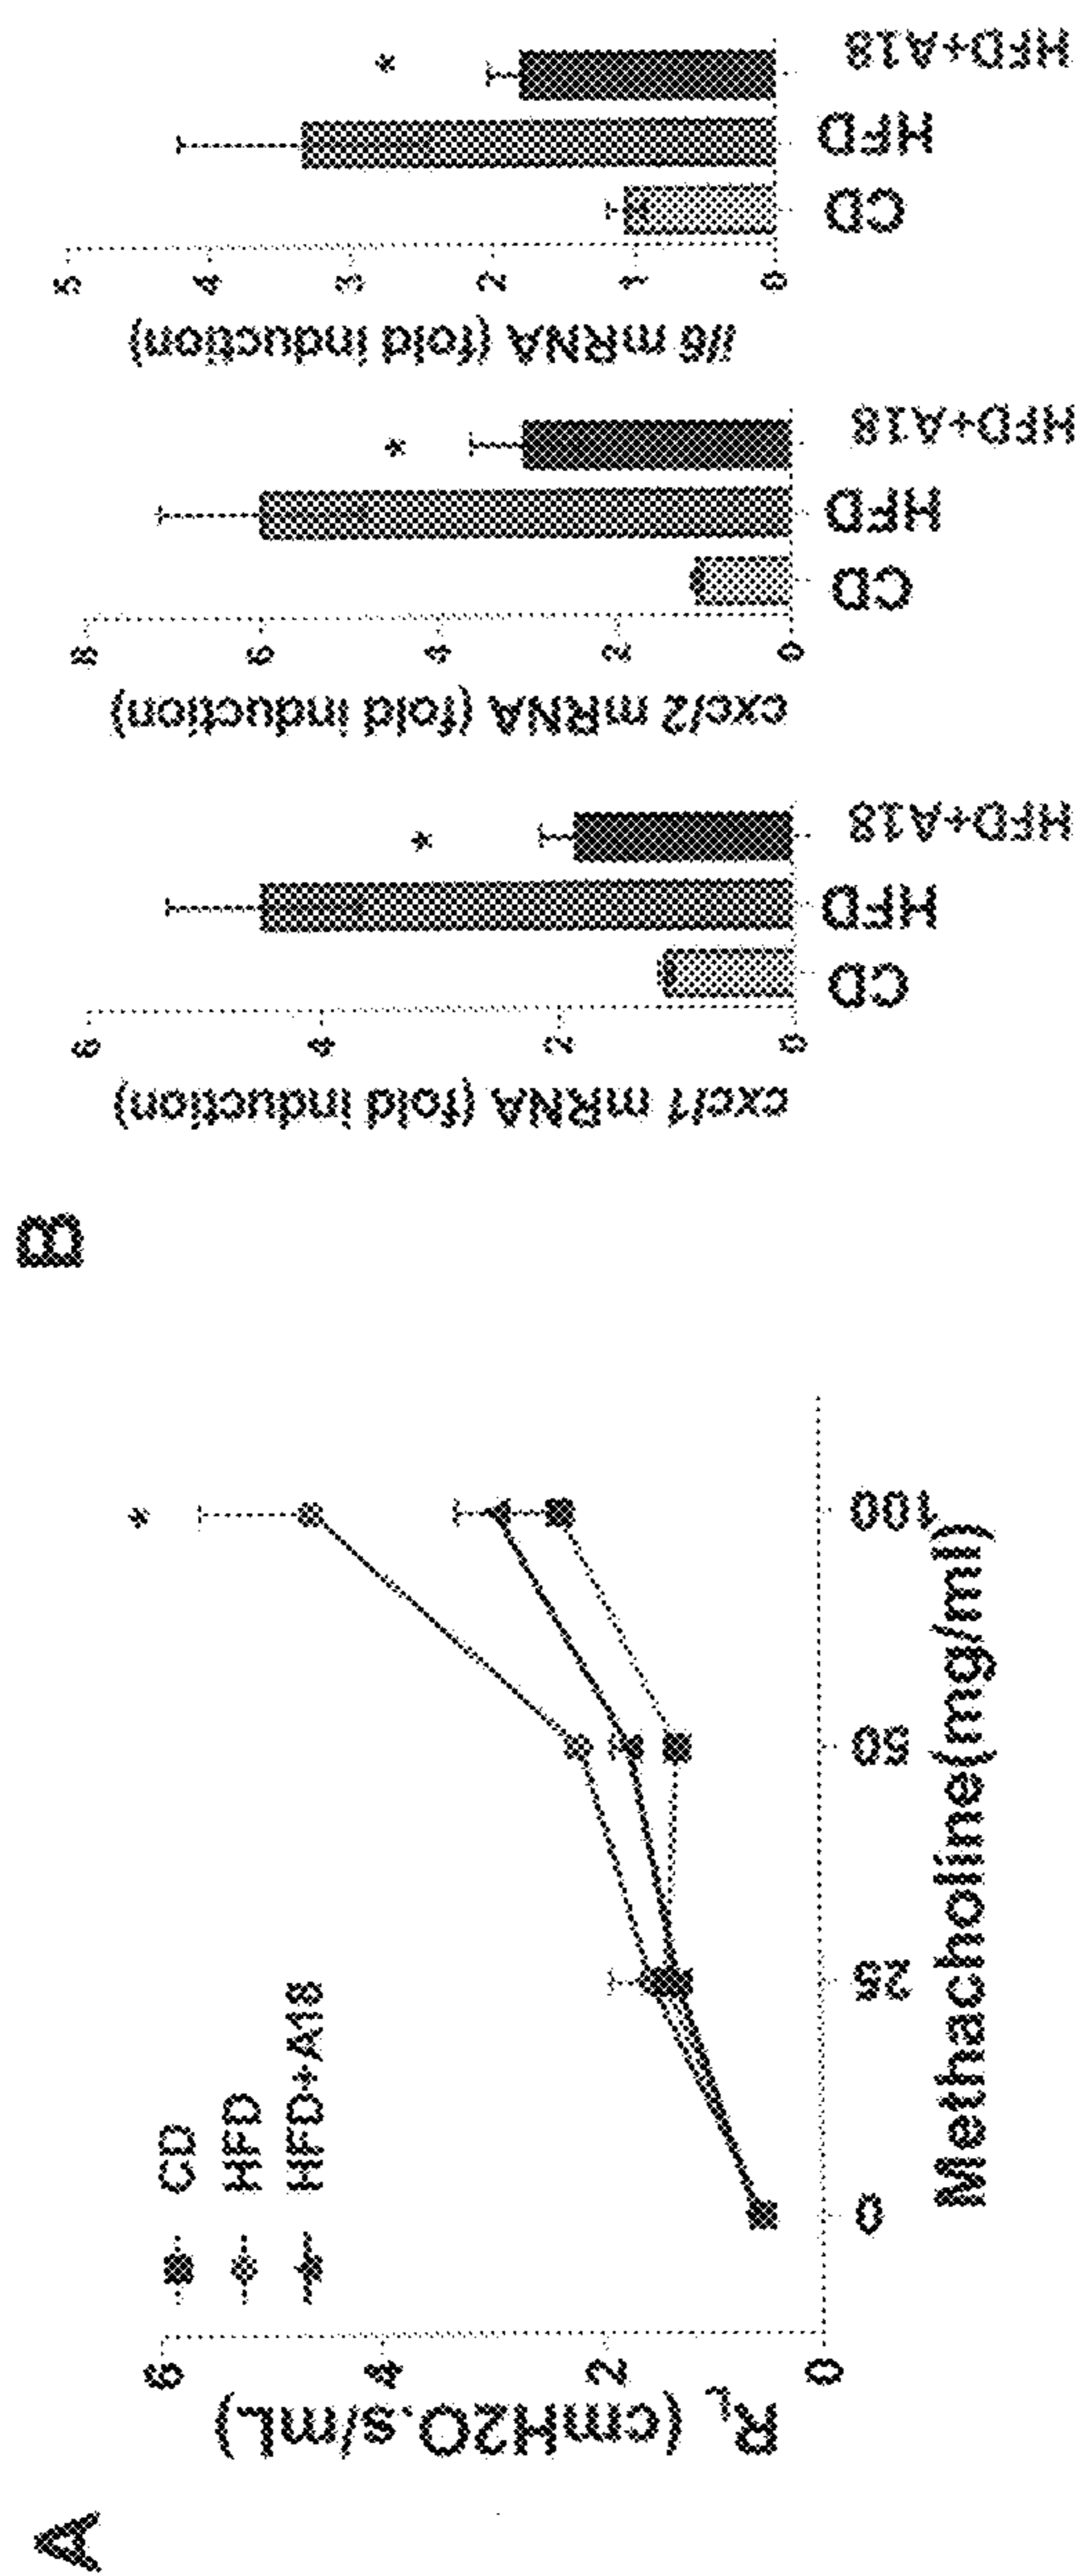 A
R_L (cmH2O.s/mL)
6
4
2
0
CD
HFD
HFD+A18
*
0
25
50
100
Methacholine(mg/ml)
B
cxcl1 mRNA (fold induction)
6
4
2
0
*
CD
HFD
HFD+A18
cxcl2 mRNA (fold induction)
8
6
4
2
0
*
CD
HFD
HFD+A18
il6 mRNA (fold induction)
5
4
3
2
1
0
*
CD
HFD
HFD+A18